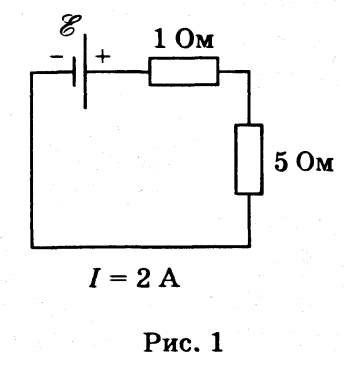 ℰ
− +
1 Ом
5 Ом
I = 2 А
Рис. 1